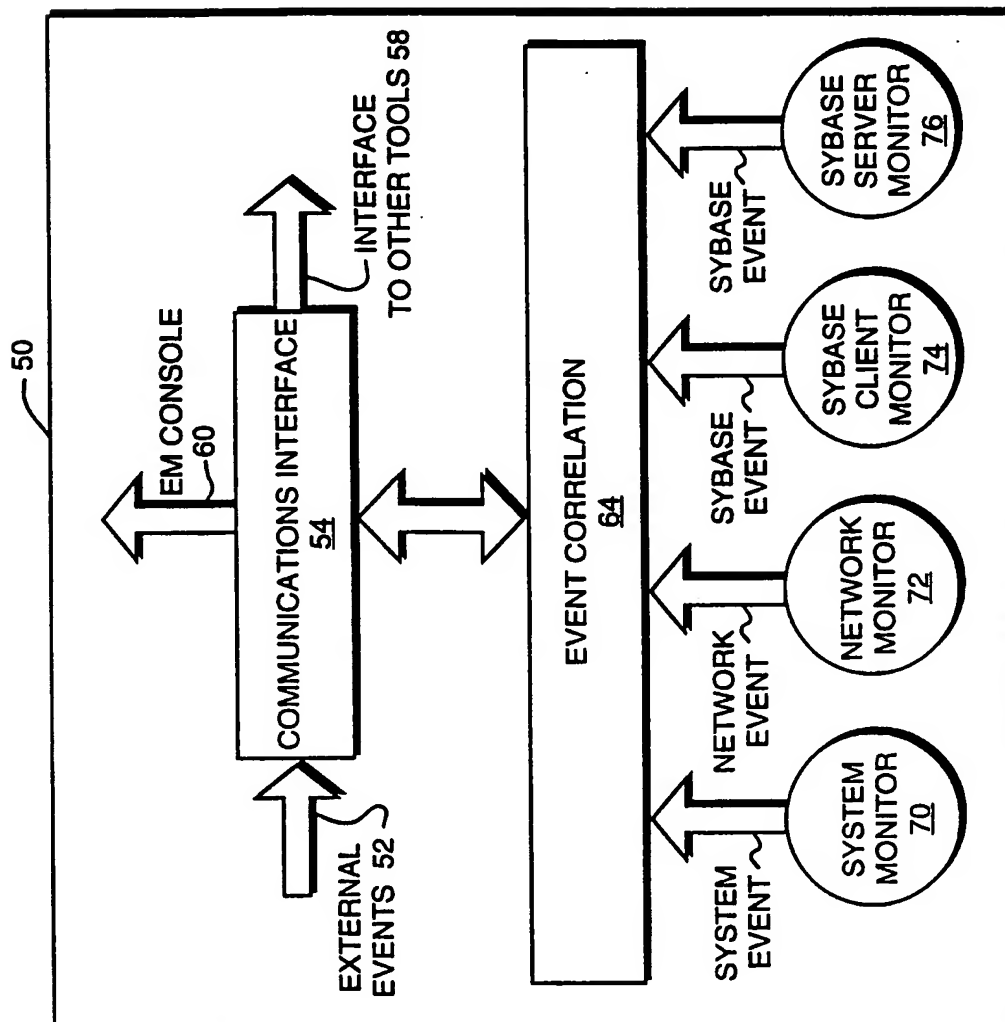 50
EM CONSOLE
60
COMMUNICATIONS INTERFACE
54
INTERFACE
TO OTHER TOOLS 58
EXTERNAL
EVENTS 52
EVENT CORRELATION
64
SYSTEM
EVENT
NETWORK
EVENT
SYBASE
EVENT
SYBASE
EVENT
SYSTEM
MONITOR
70
NETWORK
MONITOR
72
SYBASE
CLIENT
MONITOR
74
SYBASE
SERVER
MONITOR
76